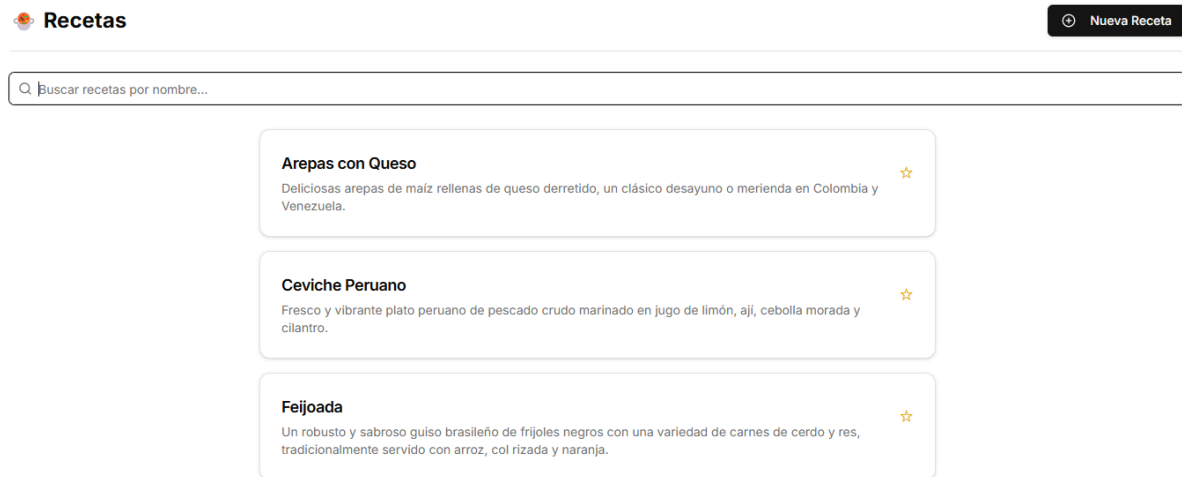 Recetas
Nueva Receta
Buscar recetas por nombre...
Arepas con Queso
Deliciosas arepas de maíz rellenas de queso derretido, un clásico desayuno o merienda en Colombia y
Venezuela.
Ceviche Peruano
Fresco y vibrante plato peruano de pescado crudo marinado en jugo de limón, ají, cebolla morada y
cilantro.
Feijoada
Un robusto y sabroso guiso brasileño de frijoles negros con una variedad de carnes de cerdo y res,
tradicionalmente servido con arroz, col rizada y naranja.